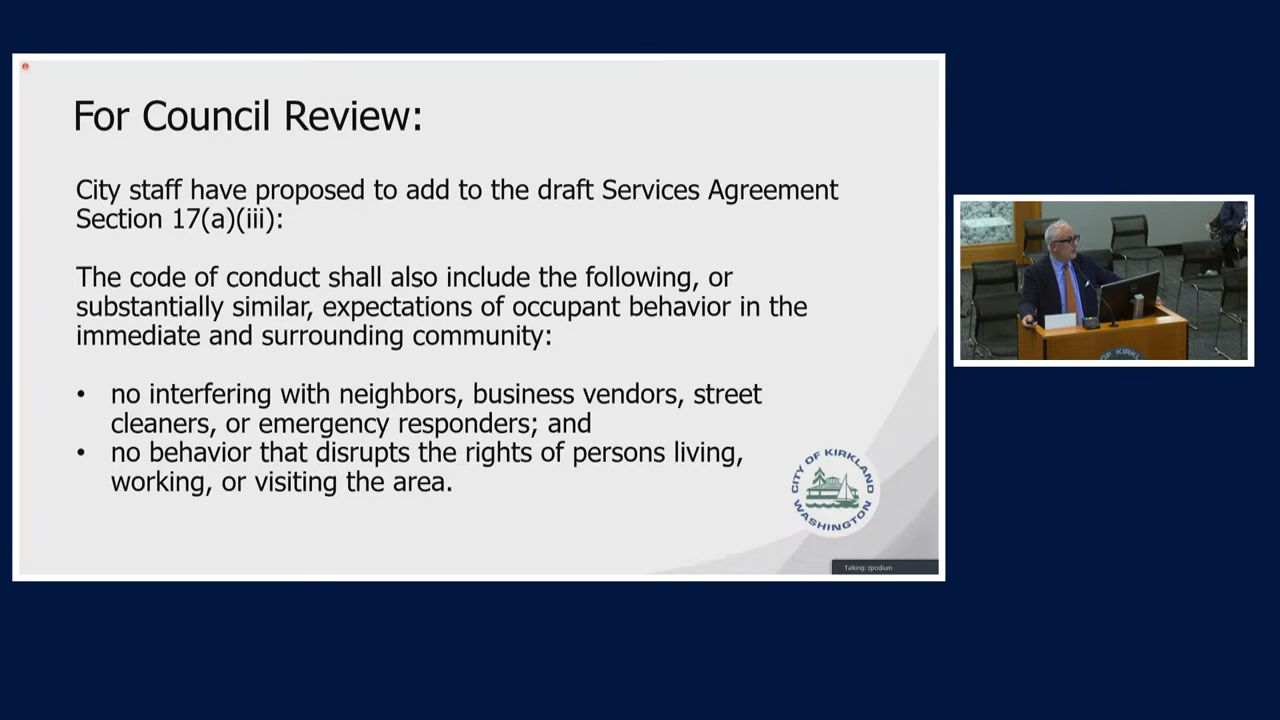 For Council Review:
City staff have proposed to add to the draft Services Agreement
Section 17(a)(iii):
The code of conduct shall also include the following, or
substantially similar, expectations of occupant behavior in the
immediate and surrounding community:
• no interfering with neighbors, business vendors, street
cleaners, or emergency responders; and
• no behavior that disrupts the rights of persons living,
working, or visiting the area.
CITY OF KIRKLAND
WASHINGTON
Talking: zpodium
OF KIRKLAND